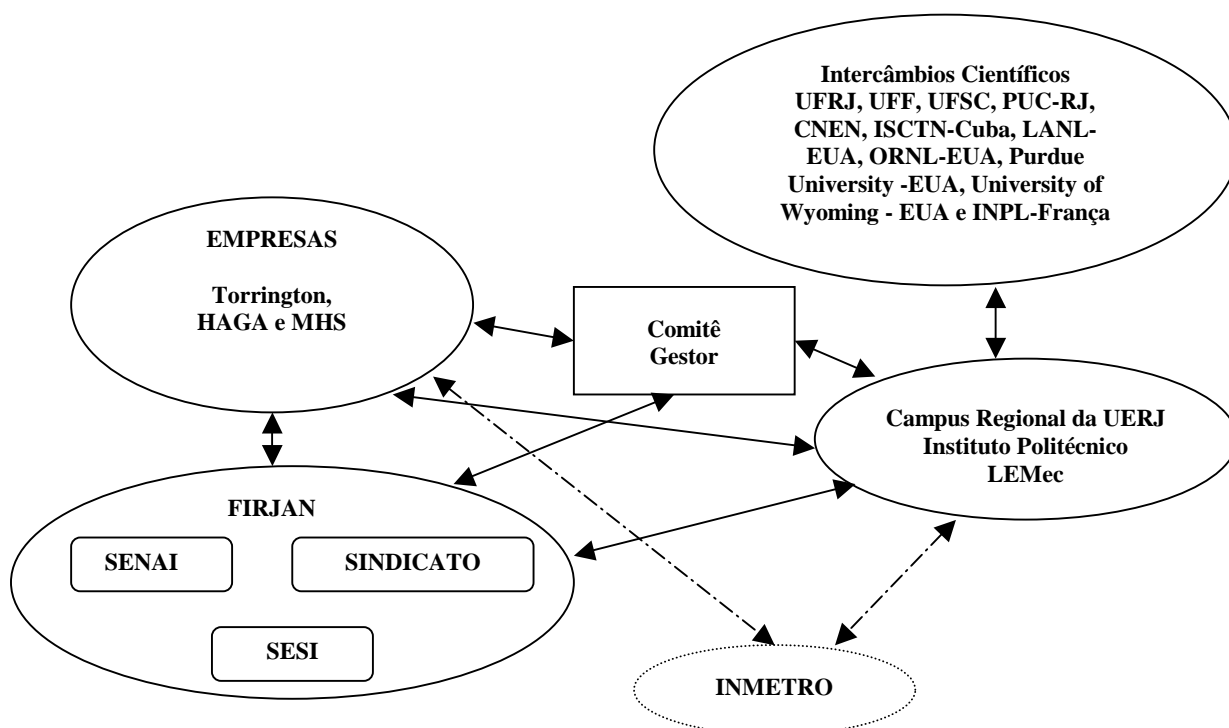 Intercâmbios Científicos
UFRJ, UFF, UFSC, PUC-RJ,
CNEN, ISCTN-Cuba, LANL-
EUA, ORNL-EUA, Purdue
University -EUA, University of
Wyoming - EUA e INPL-França
EMPRESAS
Torrington,
HAGA e MHS
Comitê
Gestor
Campus Regional da UERJ
Instituto Politécnico
LEMec
FIRJAN
SENAI
SINDICATO
SESI
INMETRO